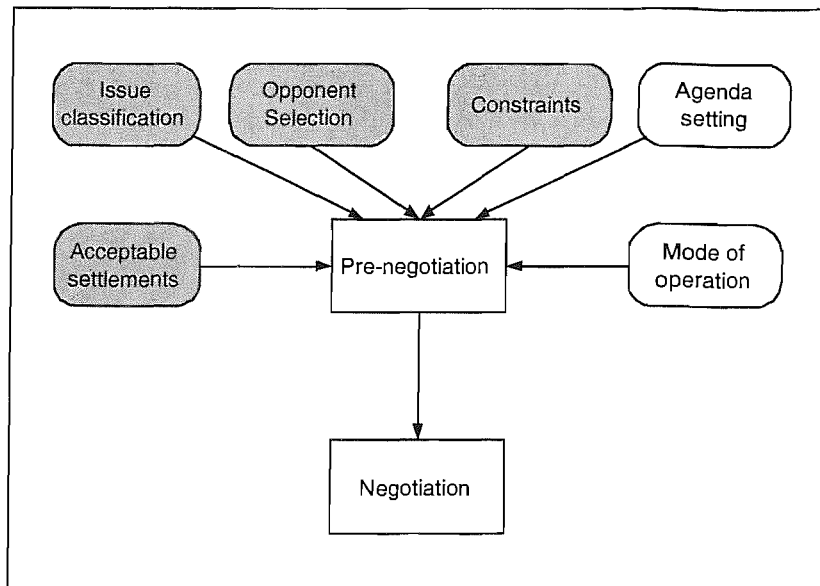 Issue
classification
Opponent
Selection
Constraints
Agenda
setting
Acceptable
settlements
Pre-negotiation
Mode of
operation
Negotiation